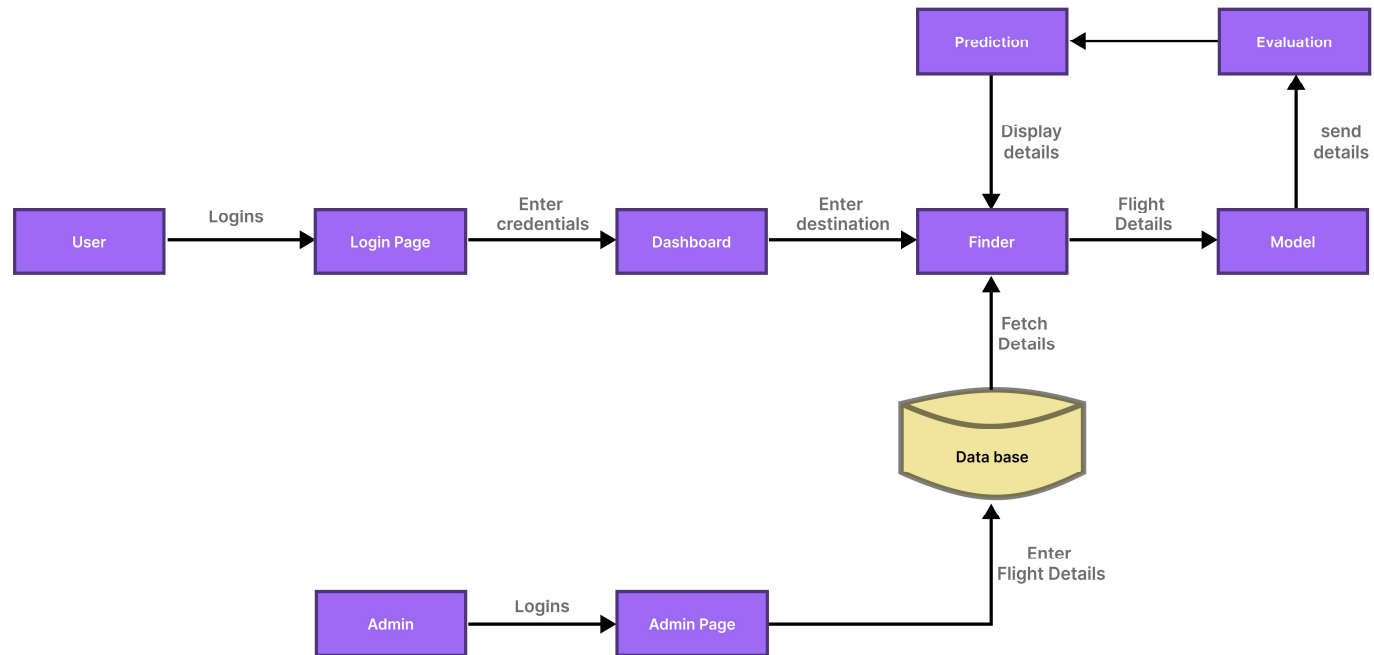 Prediction
Evaluation
Display
details
send
details
User
Logins
Login Page
Enter
credentials
Dashboard
Enter
destination
Finder
Flight
Details
Model
Fetch
Details
Data base
Enter
Flight Details
Admin
Logins
Admin Page